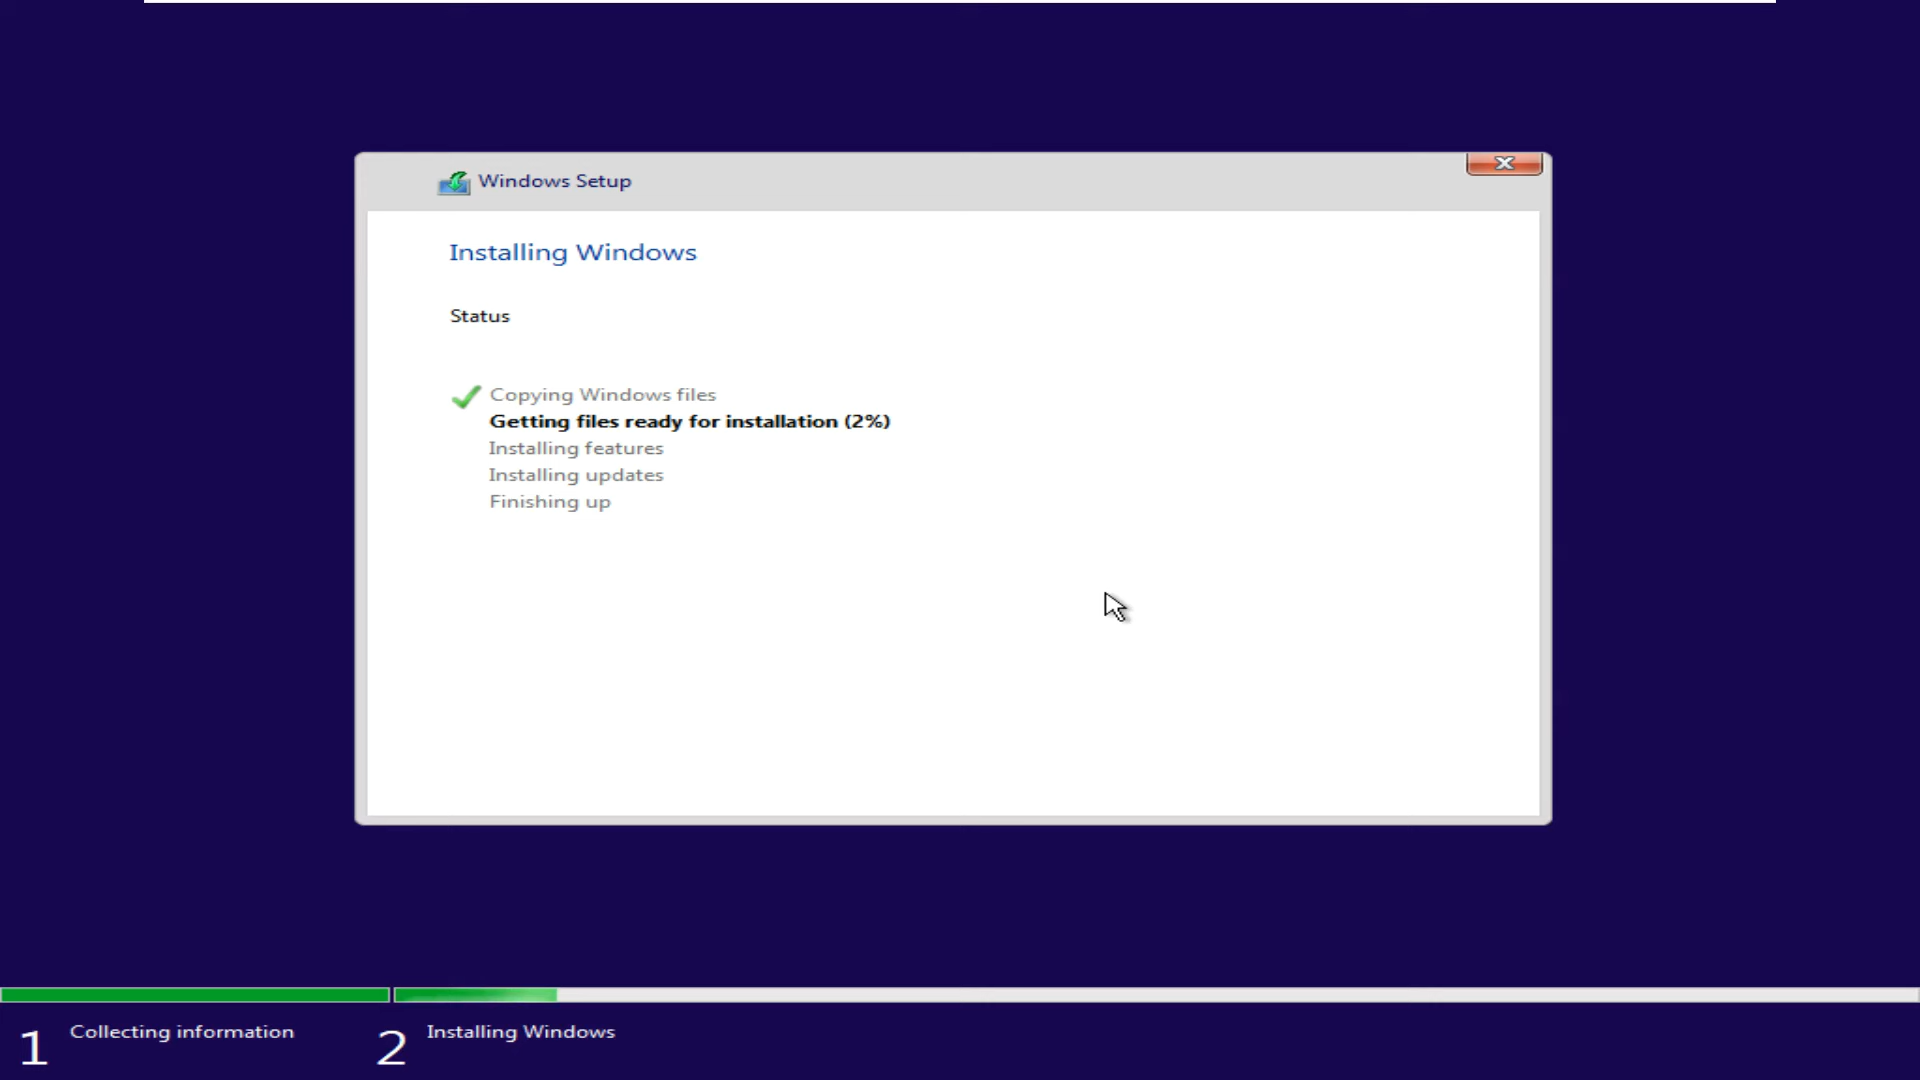 Windows Setup
Installing Windows
Status
Copying Windows files
Getting files ready for installation (2%)
Installing features
Installing updates
Finishing up
1 Collecting information
2 Installing Windows